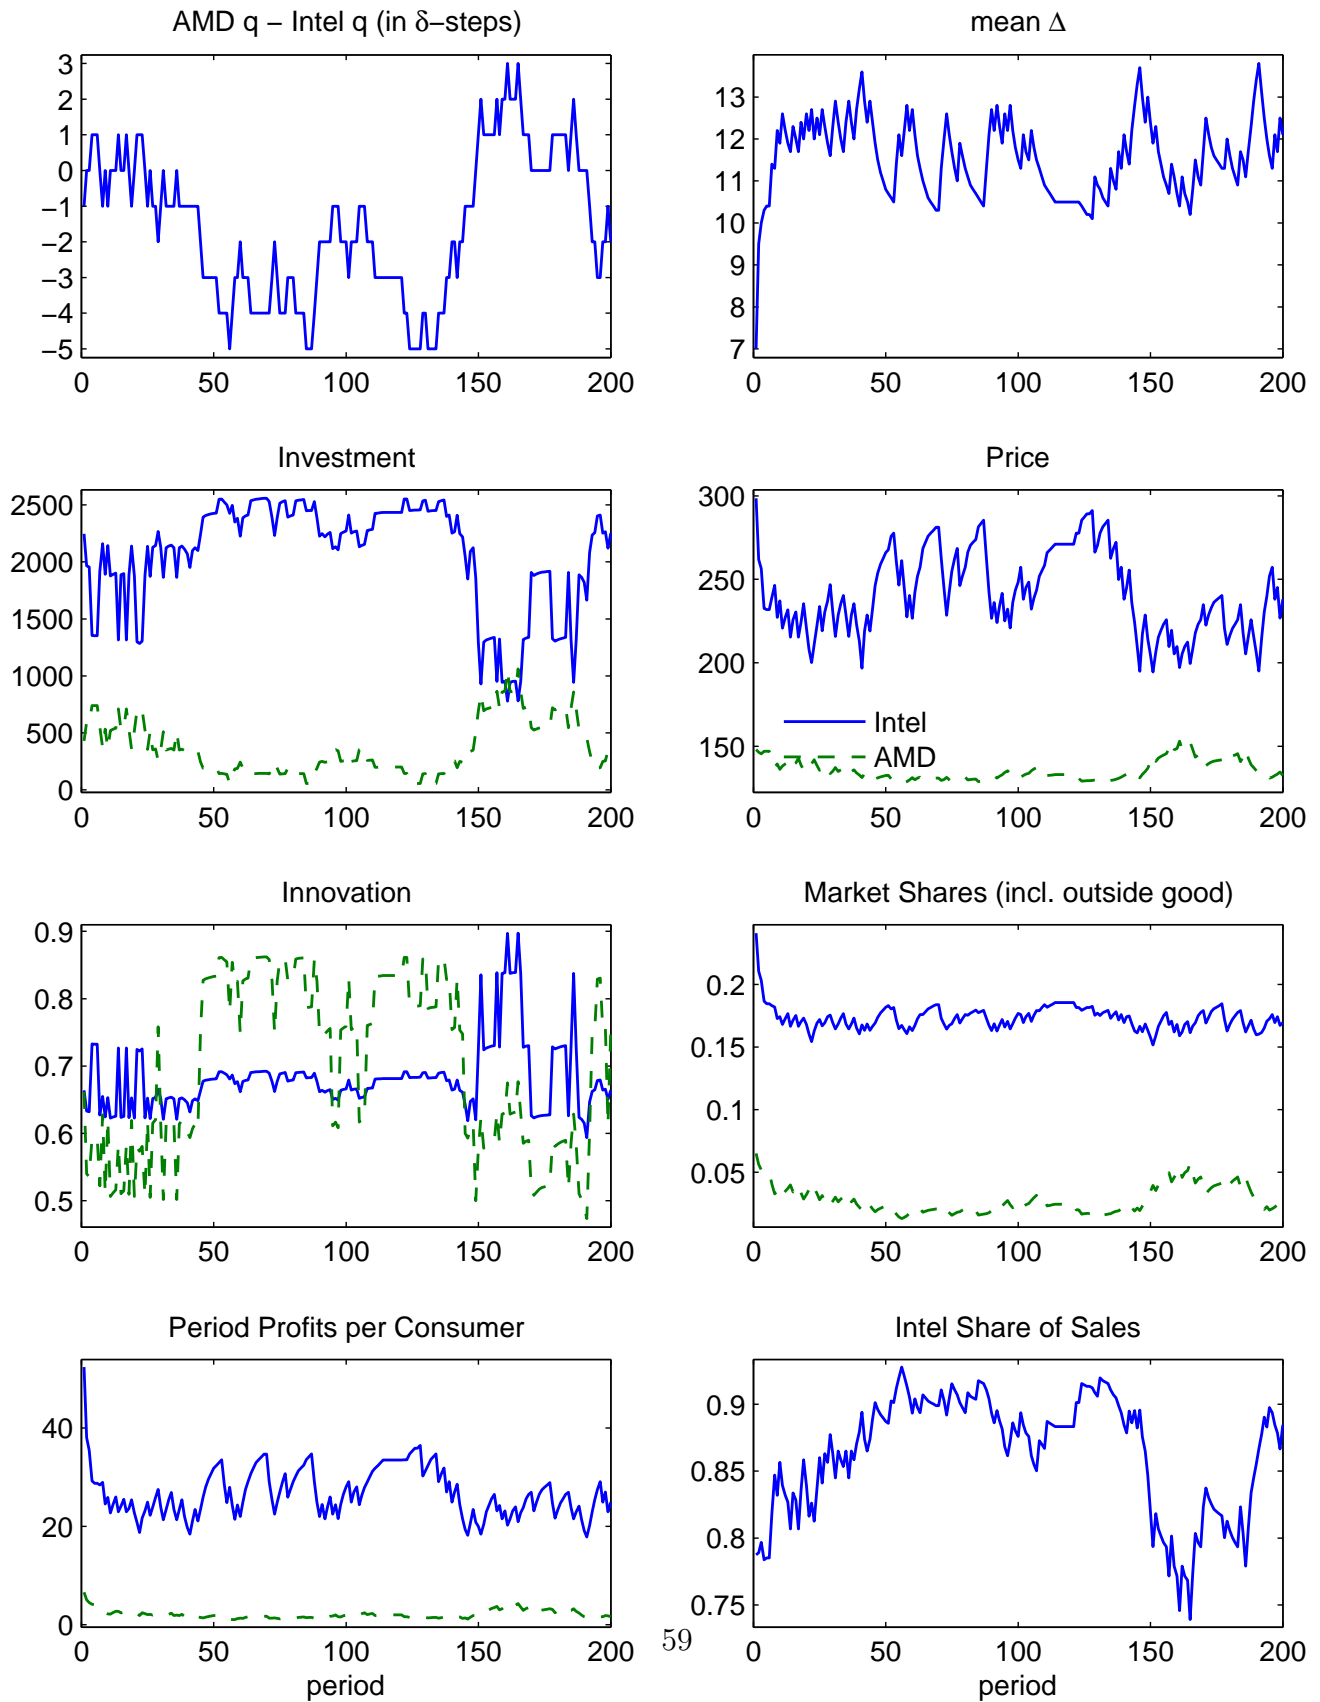 AMD q − Intel q (in δ−steps)
3
2
1
0
−1
−2
−3
−4
−5
0 50 100 150 200
mean Δ
13
12
11
10
9
8
7
0 50 100 150 200
Investment
2500
2000
1500
1000
500
0
0 50 100 150 200
Price
300
250
200
150
Intel
AMD
0 50 100 150 200
Innovation
0.9
0.8
0.7
0.6
0.5
0 50 100 150 200
Market Shares (incl. outside good)
0.2
0.15
0.1
0.05
0 50 100 150 200
Period Profits per Consumer
40
20
0
0 50 100 150 200
period
Intel Share of Sales
0.9
0.85
0.8
0.75
0 50 100 150 200
period
59